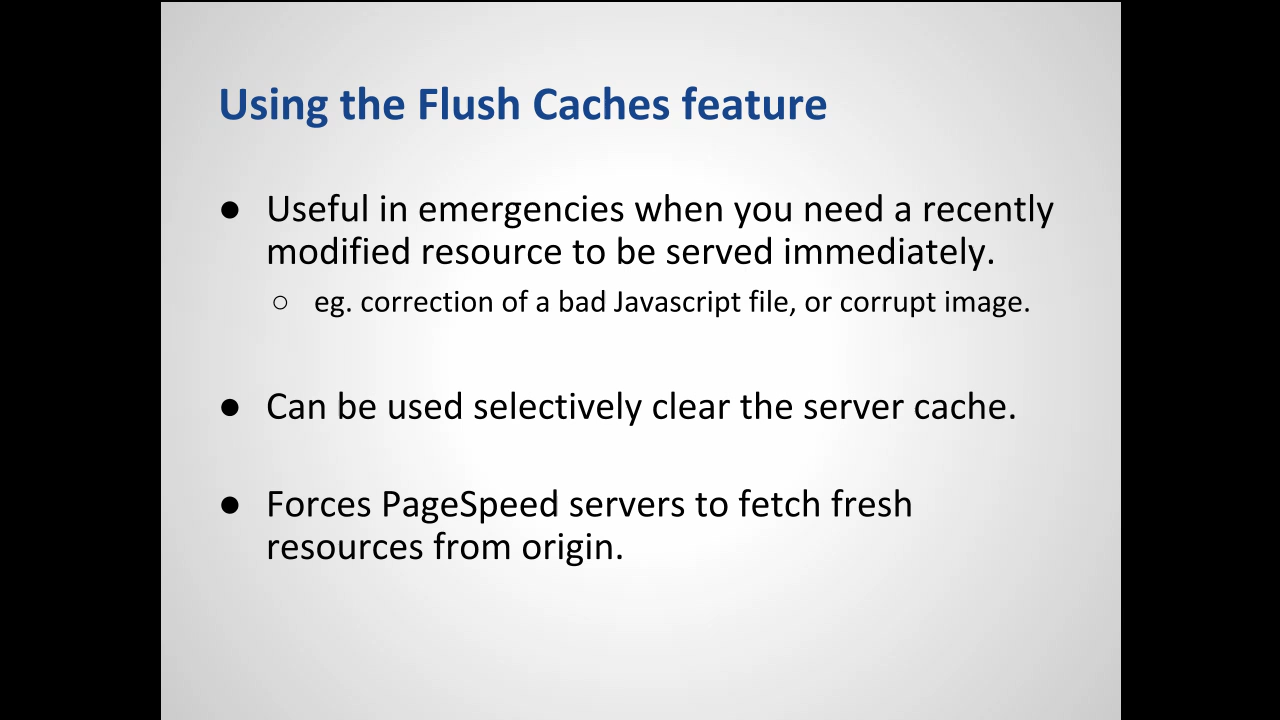 Using the Flush Caches feature
● Useful in emergencies when you need a recently
modified resource to be served immediately.
○ eg. correction of a bad Javascript file, or corrupt image.
● Can be used selectively clear the server cache.
● Forces PageSpeed servers to fetch fresh
resources from origin.